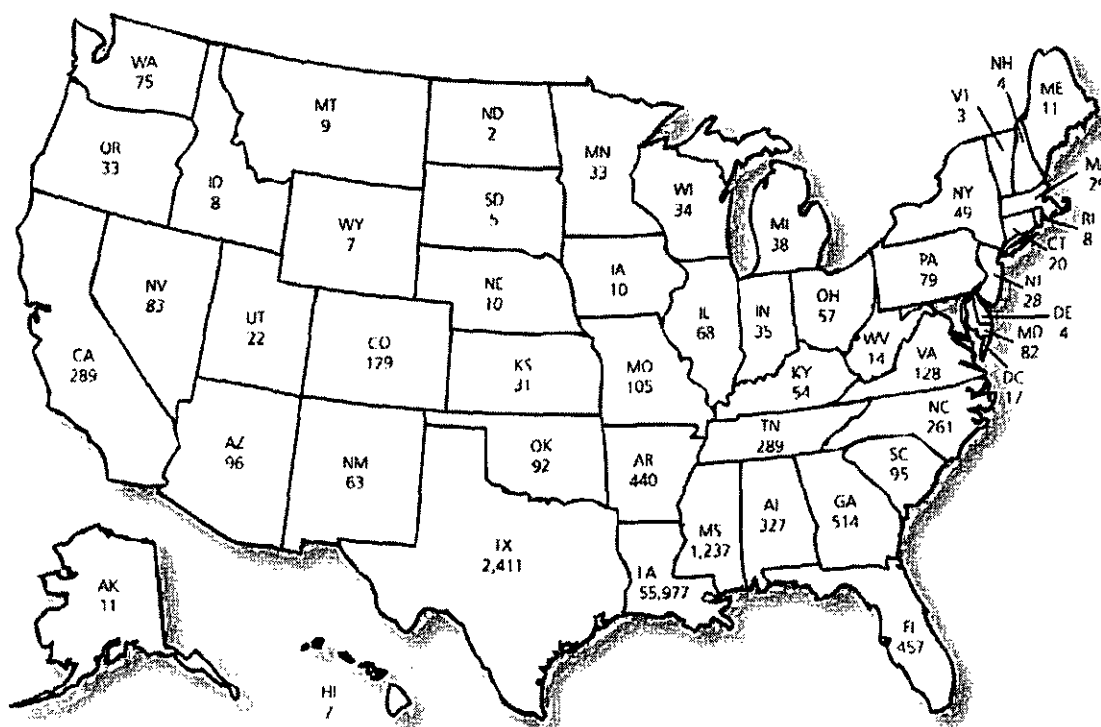 WA
75
OR
33
ID
8
MT
9
ND
2
MN
33
SD
5
WY
7
NV
83
UT
22
CA
289
CO
179
NE
10
KS
31
IA
10
MO
105
WI
34
MI
38
IL
68
IN
35
OH
57
KY
54
WV
14
VA
128
PA
79
NY
49
VT
3
NH
4
ME
11
MA
29
RI
8
CT
20
NJ
28
DE
4
MD
82
DC
17
NC
261
TN
289
SC
95
AZ
96
NM
63
OK
92
AR
440
TX
2,411
LA
55,977
MS
1,237
AL
327
GA
514
FL
457
AK
11
HI
7